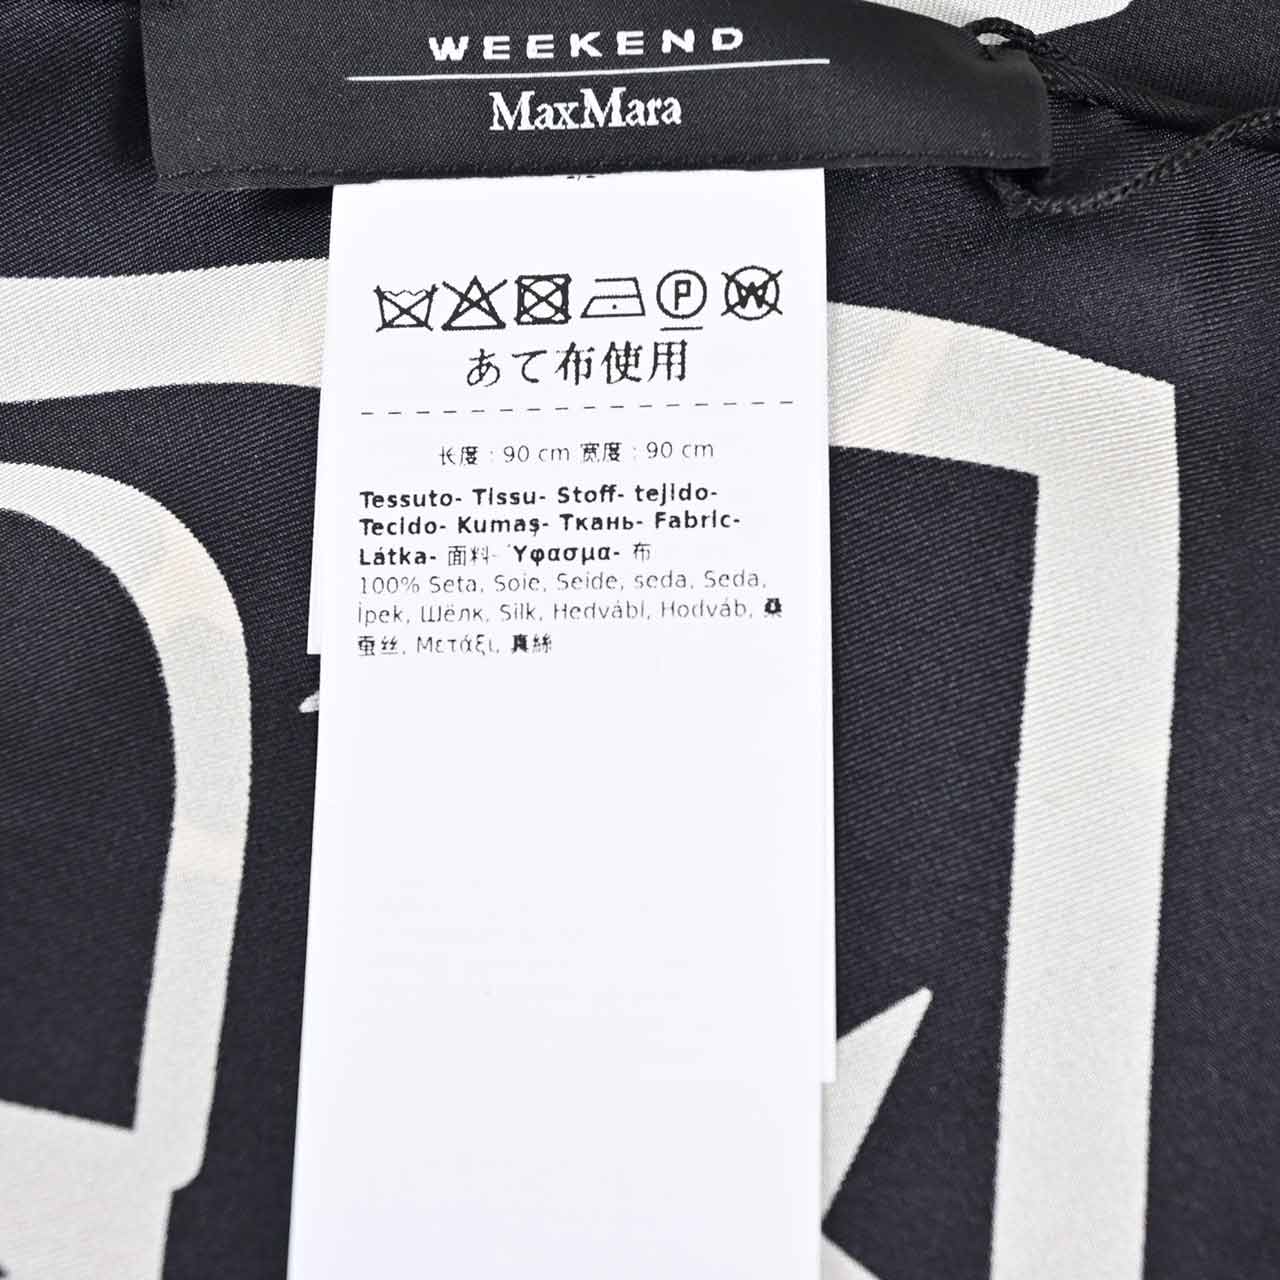 WEEKEND
MaxMara
P W
あて布使用
长度 : 90 cm 宽度 : 90 cm
Tessuto- Tissu- Stoff- tejido-
Tecido- Kumaş- Ткань- Fabric-
Látka- 面料- Ύφασμα- 布
100% Seta, Soie, Seide, seda, Seda,
İpek, Шёлк, Silk, Hedvábí, Hodváb, 桑
蚕丝, Μετάξι, 真絲